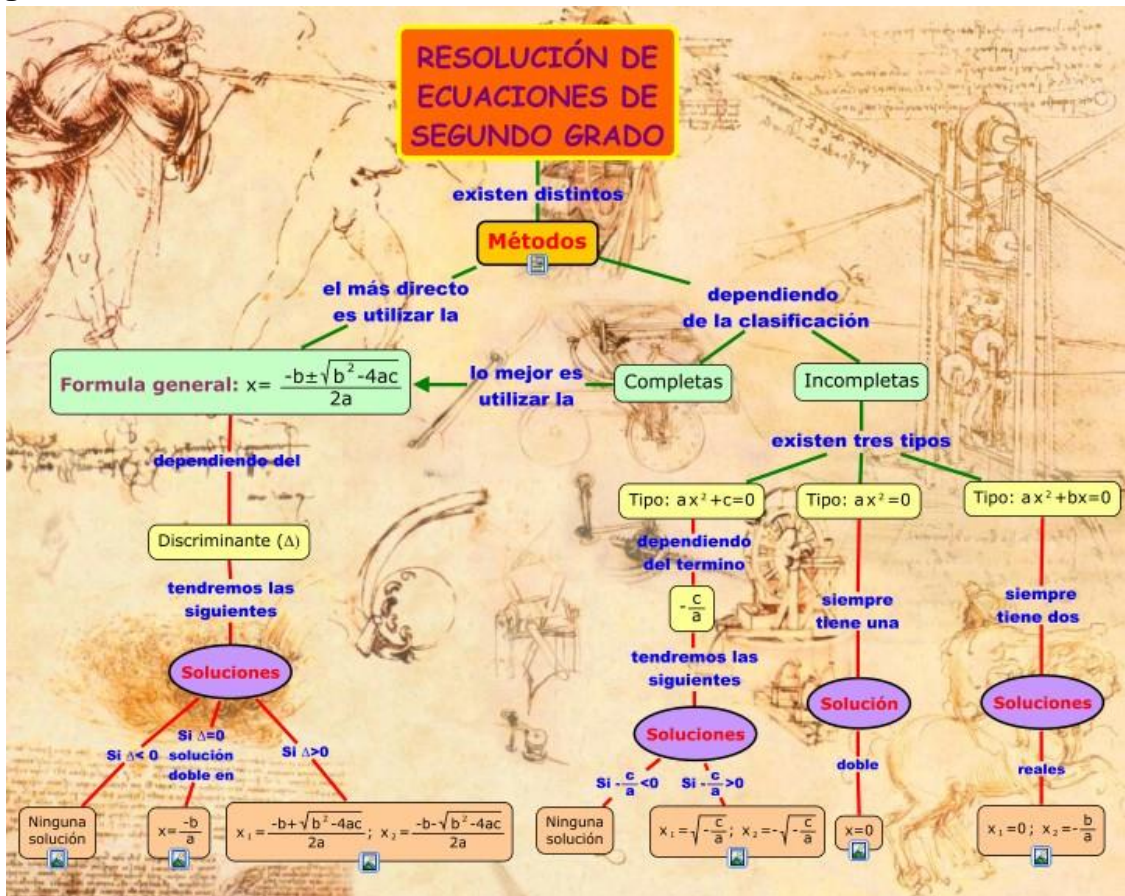 RESOLUCIÓN DE
ECUACIONES DE
SEGUNDO GRADO
existen distintos
Métodos
el más directo
es utilizar la
dependiendo
de la clasificación
Formula general: x= (-b±√(b²-4ac))/(2a)
lo mejor es
utilizar la
Completas
Incompletas
dependiendo del
existen tres tipos
Discriminante (Δ)
Tipo: ax²+c=0
Tipo: ax²=0
Tipo: ax²+bx=0
tendremos las
siguientes
dependiendo
del termino
-c/a
siempre
tiene una
siempre
tiene dos
Soluciones
tendremos las
siguientes
Soluciones
Solución
Soluciones
Si Δ< 0
Si Δ=0
solución
doble en
Si Δ>0
Si -c/a<0
Si -c/a>0
doble
reales
Ninguna
solución
x=-b/a
x₁=(-b+√(b²-4ac))/(2a); x₂=(-b-√(b²-4ac))/(2a)
Ninguna
solución
x₁=√(-c/a); x₂=-√(-c/a)
x=0
x₁=0; x₂=-b/a